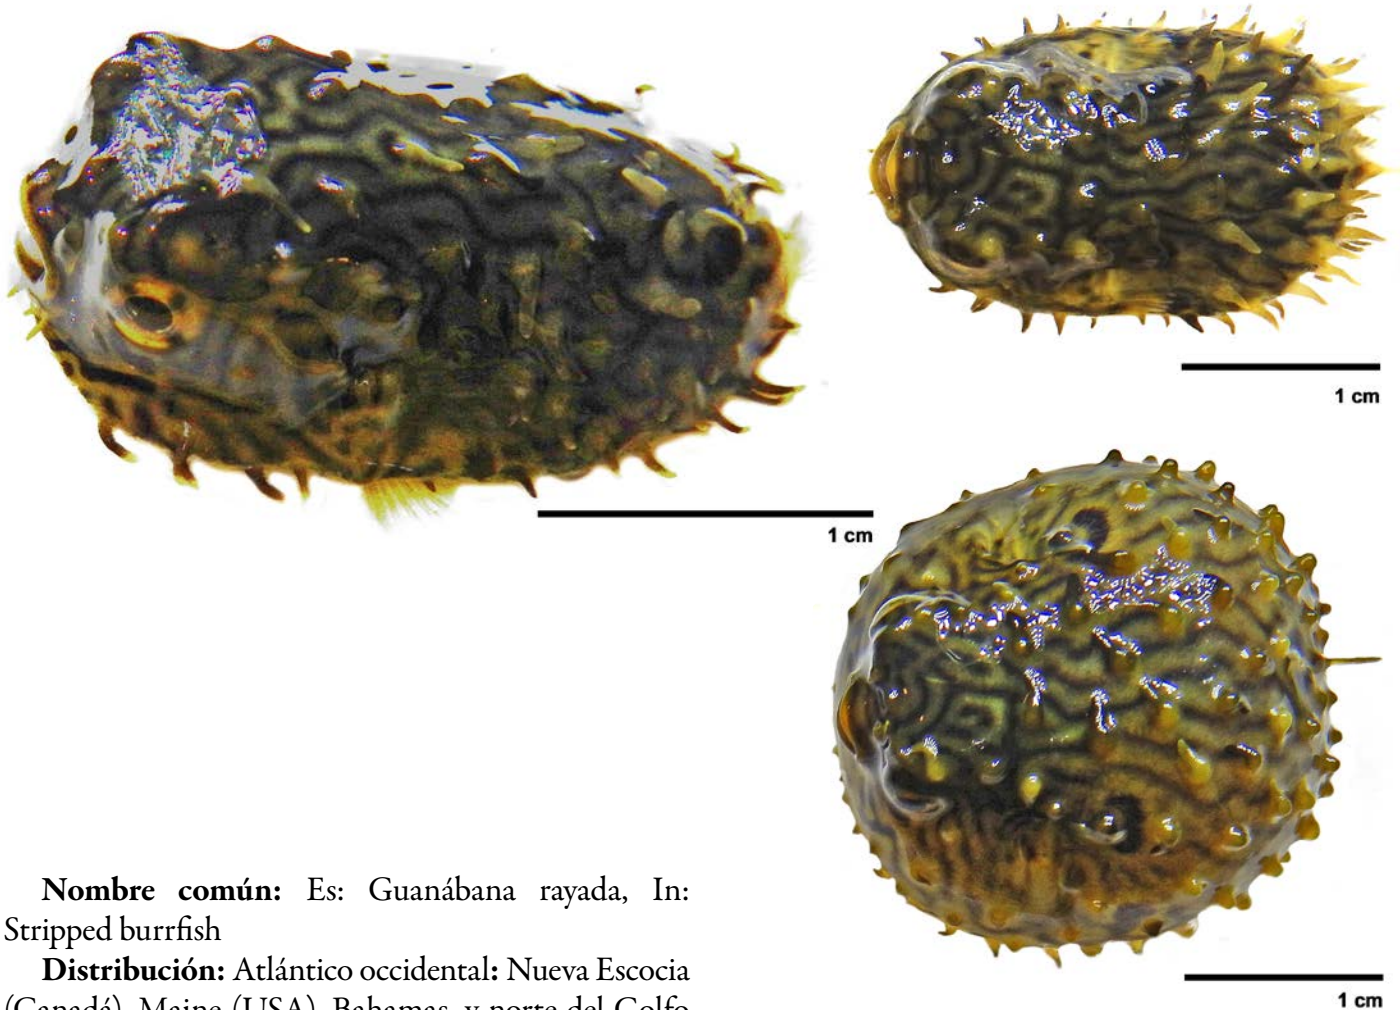 1 cm
1 cm
Nombre común: Es: Guanábana rayada, In:
Stripped burrfish
Distribución: Atlántico occidental: Nueva Escocia
(Canadá), Maine (USA), Bahamas, y norte del Golfo
1 cm